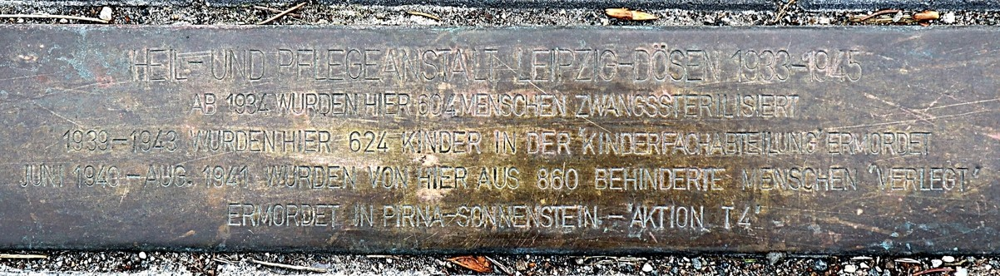 HEIL-UND PFLEGEANSTALT LEIPZIG-DÖSEN 1933-1945
AB 1934 WURDEN HIER 604 MENSCHEN ZWANGSSTERILISIERT
1939-1943 WURDEN HIER 624 KINDER IN DER "KINDERFACHABTEILUNG" ERMORDET
JUNI 1940-AUG. 1941 WURDEN VON HIER AUS 860 BEHINDERTE MENSCHEN "VERLEGT"
ERMORDET IN PIRNA-SONNENSTEIN - "AKTION T4"